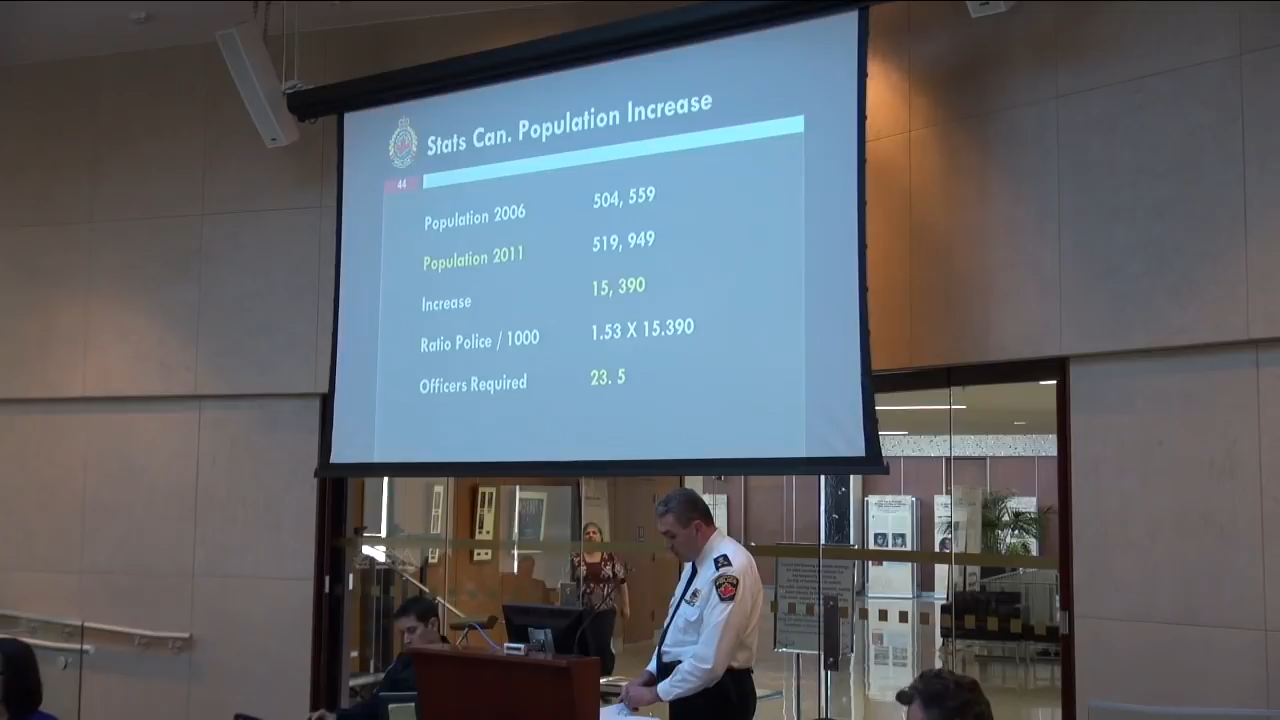 Stats Can. Population Increase
44
Population 2006 504, 559
Population 2011 519, 949
Increase 15, 390
Ratio Police / 1000 1.53 X 15.390
Officers Required 23. 5
POLICE